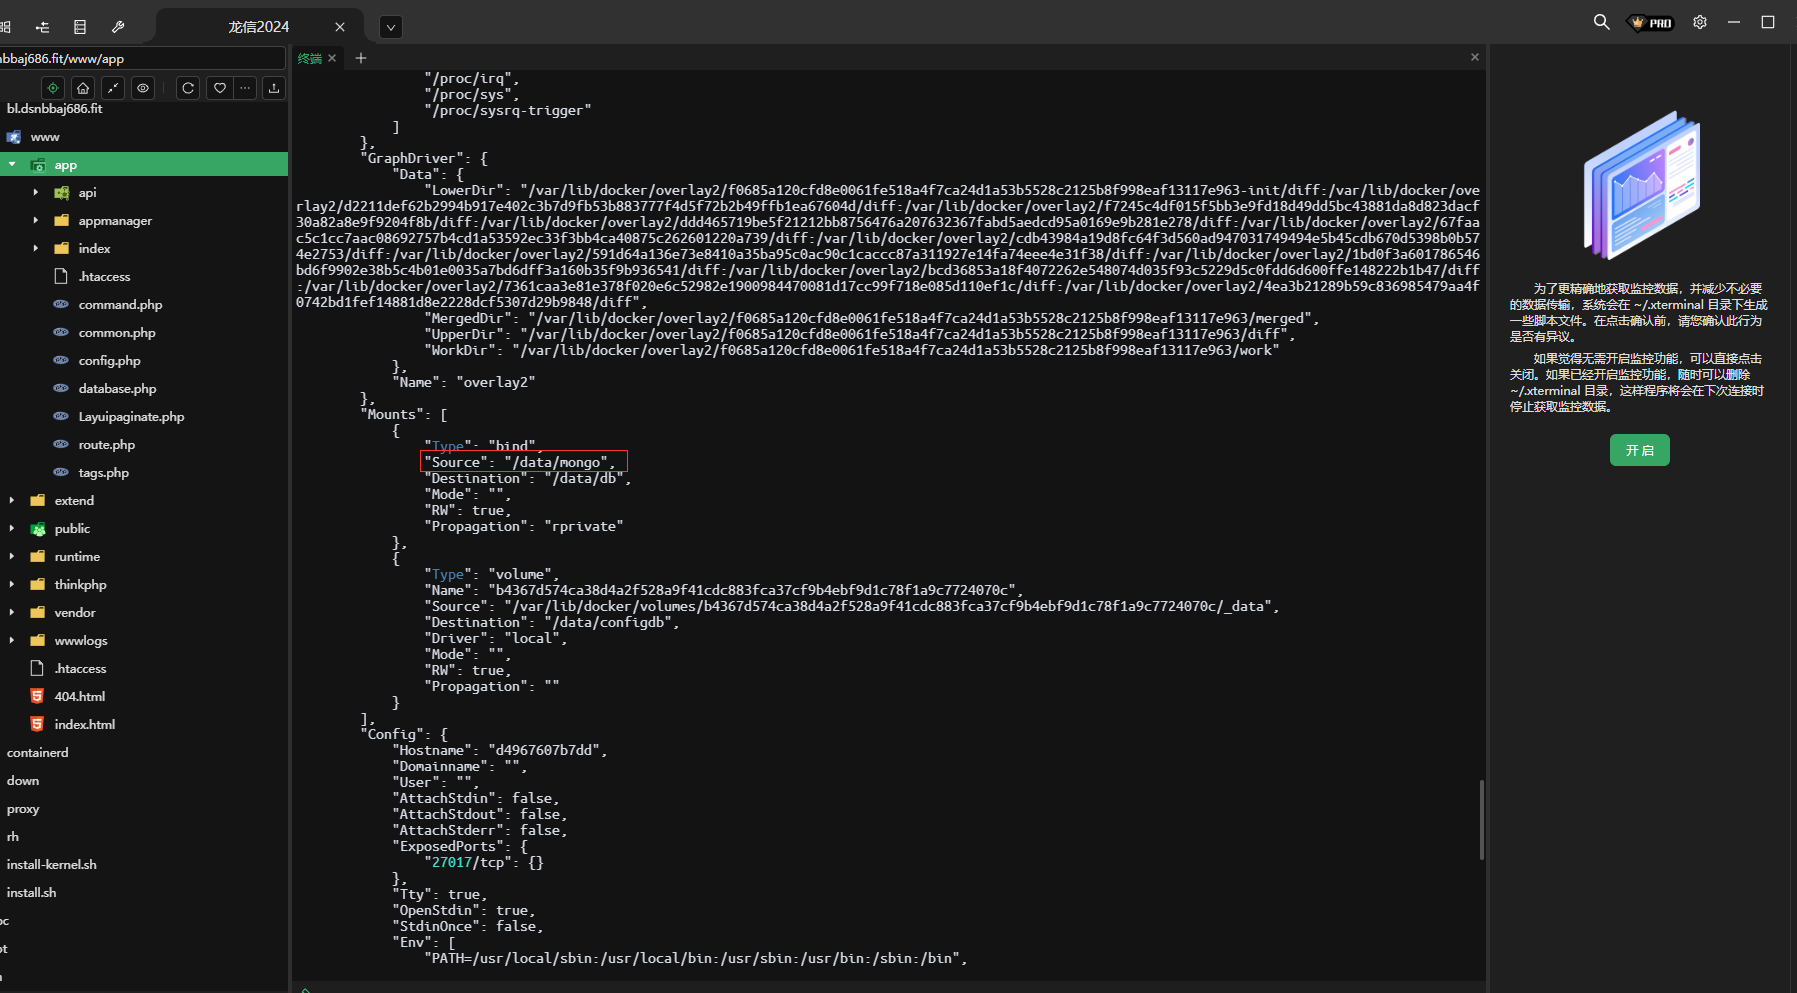 龙信2024
PRO
nbbaj686.fit/www/app
bl.dsnbbaj686.fit
www
app
api
appmanager
index
.htaccess
command.php
common.php
config.php
database.php
Layuipaginate.php
route.php
tags.php
extend
public
runtime
thinkphp
vendor
wwwlogs
.htaccess
404.html
index.html
containerd
down
proxy
rh
install-kernel.sh
install.sh
终端
"/proc/irq",
"/proc/sys",
"/proc/sysrq-trigger"
]
},
"GraphDriver": {
"Data": {
"LowerDir": "/var/lib/docker/overlay2/f0685a120cfd8e0061fe518a4f7ca24d1a53b5528c2125b8f998eaf13117e963-init/diff:/var/lib/docker/ove
rlay2/d2211def62b2994b917e402c3b7d9fb53b883777f4d5f72b2b49ffb1ea67604d/diff:/var/lib/docker/overlay2/f7245c4df015f5bb3e9fd18d49dd5bc43881da8d823dacf
30a82a8e9f9204f8b/diff:/var/lib/docker/overlay2/ddd465719be5f21212bb8756476a207632367fabd5aedcd95a0169e9b281e278/diff:/var/lib/docker/overlay2/67faa
c5c1cc7aac08692757b4cd1a53592ec33f3bb4ca40875c262601220a739/diff:/var/lib/docker/overlay2/cdb43984a19d8fc64f3d560ad947031749494e5b45cdb670d5398b0b57
4e2753/diff:/var/lib/docker/overlay2/591d64a136e73e8410a35ba95c0ac90c1caccc87a311927e14fa74eee4e31f38/diff:/var/lib/docker/overlay2/1bd0f3a601786546
bd6f9902e38b5c4b01e0035a7bd6dff3a160b35f9b936541/diff:/var/lib/docker/overlay2/bcd36853a18f4072262e548074d035f93c5229d5c0fdd6d600ffe148222b1b47/diff
:/var/lib/docker/overlay2/7361caa3e81e378f020e6c52982e1900984470081d17cc99f718e085d110ef1c/diff:/var/lib/docker/overlay2/4ea3b21289b59c836985479aa4f
0742bd1fef14881d8e2228dcf5307d29b9848/diff",
"MergedDir": "/var/lib/docker/overlay2/f0685a120cfd8e0061fe518a4f7ca24d1a53b5528c2125b8f998eaf13117e963/merged",
"UpperDir": "/var/lib/docker/overlay2/f0685a120cfd8e0061fe518a4f7ca24d1a53b5528c2125b8f998eaf13117e963/diff",
"WorkDir": "/var/lib/docker/overlay2/f0685a120cfd8e0061fe518a4f7ca24d1a53b5528c2125b8f998eaf13117e963/work"
},
"Name": "overlay2"
},
"Mounts": [
{
"Type": "bind",
"Source": "/data/mongo",
"Destination": "/data/db",
"Mode": "",
"RW": true,
"Propagation": "rprivate"
},
{
"Type": "volume",
"Name": "b4367d574ca38d4a2f528a9f41cdc883fca37cf9b4ebf9d1c78f1a9c7724070c",
"Source": "/var/lib/docker/volumes/b4367d574ca38d4a2f528a9f41cdc883fca37cf9b4ebf9d1c78f1a9c7724070c/_data",
"Destination": "/data/configdb",
"Driver": "local",
"Mode": "",
"RW": true,
"Propagation": ""
}
],
"Config": {
"Hostname": "d4967607b7dd",
"Domainname": "",
"User": "",
"AttachStdin": false,
"AttachStdout": false,
"AttachStderr": false,
"ExposedPorts": {
"27017/tcp": {}
},
"Tty": true,
"OpenStdin": true,
"StdinOnce": false,
"Env": [
"PATH=/usr/local/sbin:/usr/local/bin:/usr/sbin:/usr/bin:/sbin:/bin",
为了更精确地获取监控数据，并减少不必要
的数据传输，系统会在 ~/.xterminal 目录下生成
一些脚本文件。在点击确认前，请您确认此行为
是否有异议。
如果觉得无需开启监控功能，可以直接点击
关闭。如果已经开启监控功能，随时可以删除
~/.xterminal 目录，这样程序将会在下次连接时
停止获取监控数据。
开启